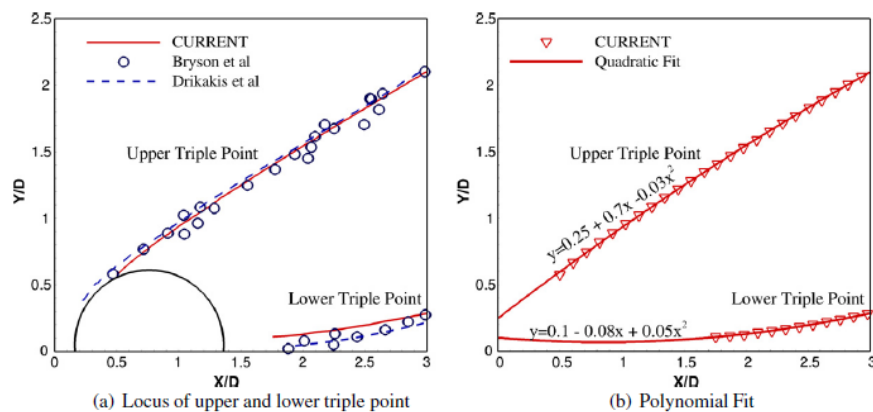 2.5
2
1.5
1
0.5
0
Y/D
CURRENT
Bryson et al
Drikakis et al
Upper Triple Point
Lower Triple Point
0 0.5 1 1.5 2 2.5 3
X/D
(a) Locus of upper and lower triple point
2.5
2
1.5
1
0.5
0
Y/D
CURRENT
Quadratic Fit
Upper Triple Point
y=0.25 + 0.7x -0.03x²
Lower Triple Point
y=0.1 - 0.08x + 0.05x²
0 0.5 1 1.5 2 2.5 3
X/D
(b) Polynomial Fit